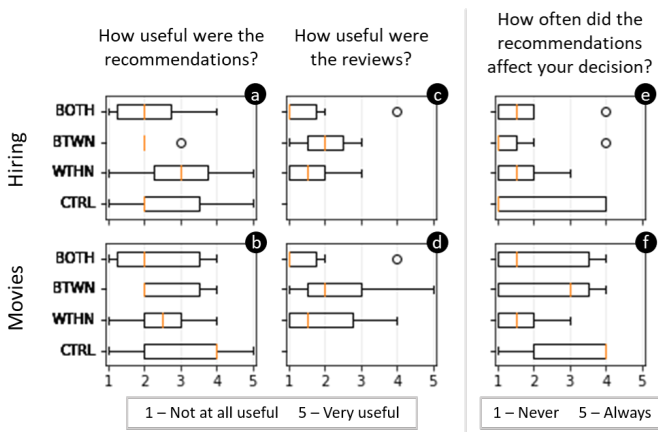 How useful were the
recommendations?
How useful were
the reviews?
How often did the
recommendations
affect your decision?
Hiring
BOTH
BTWN
WTHN
CTRL
a
c
e
Movies
BOTH
BTWN
WTHN
CTRL
b
d
f
1 2 3 4 5
1 2 3 4 5
1 2 3 4 5
1 – Not at all useful 5 – Very useful
1 – Never 5 – Always